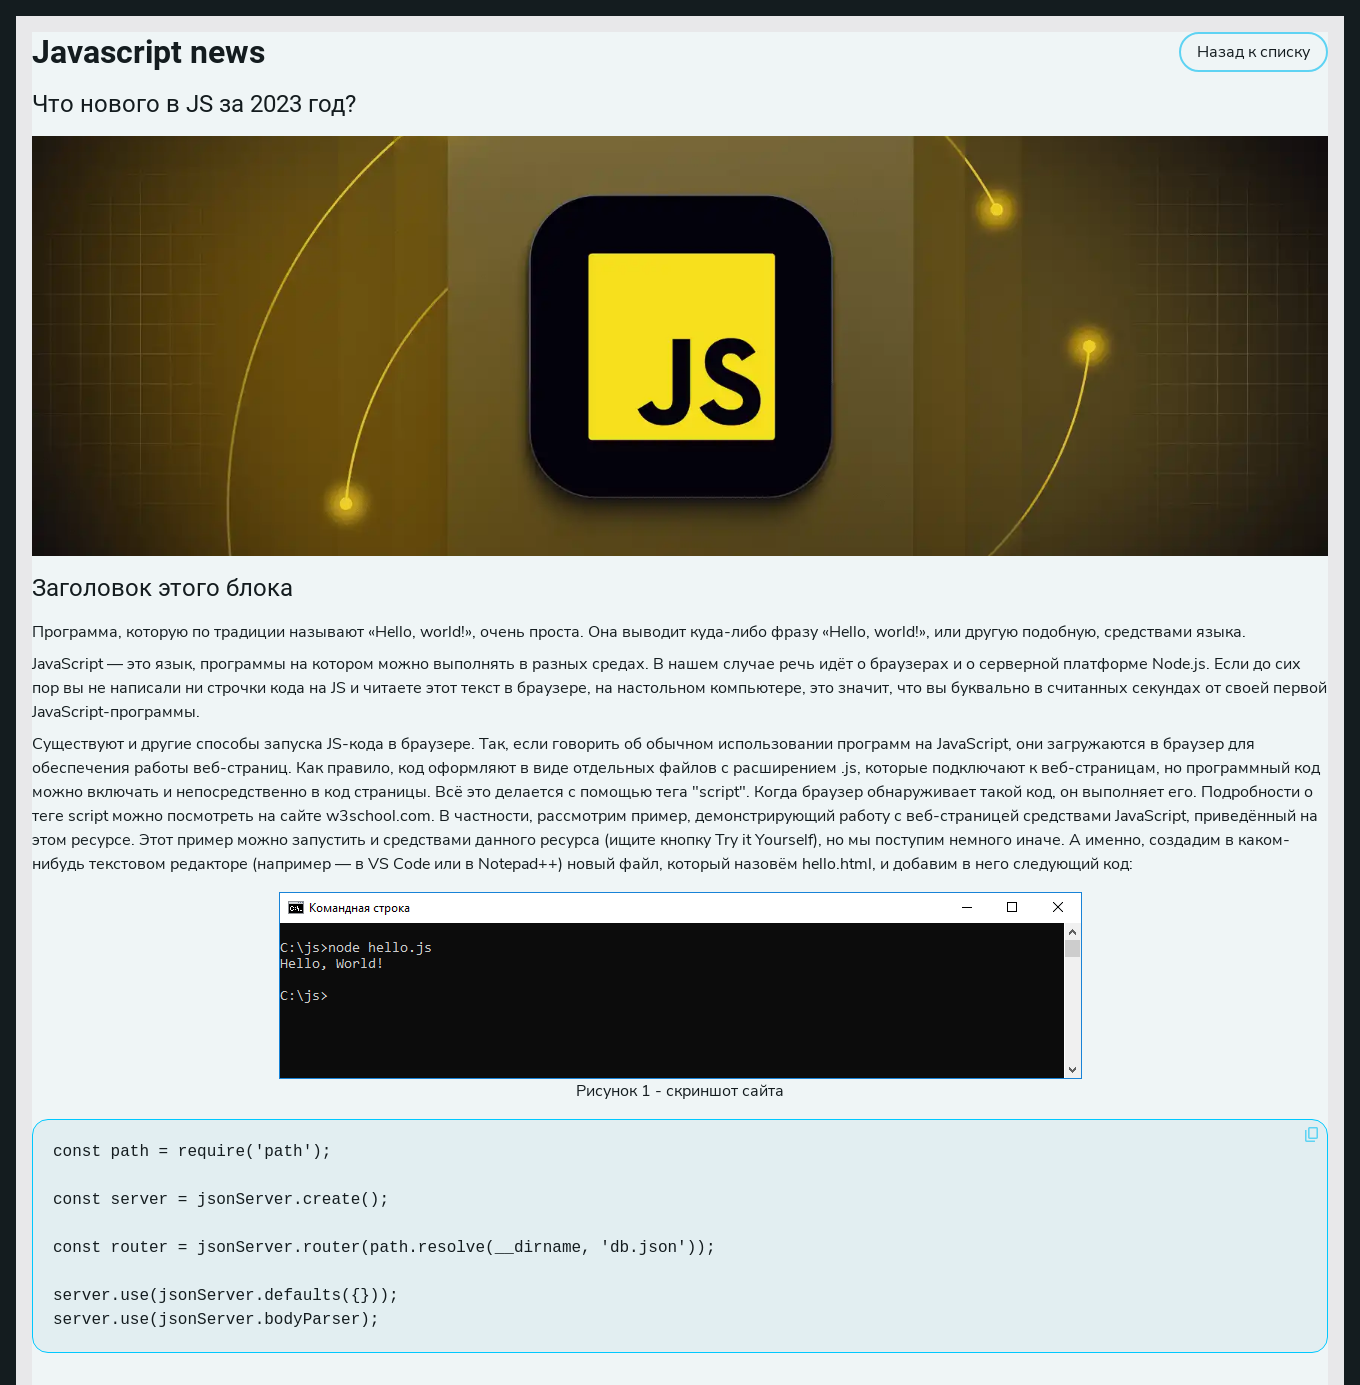 Javascript news
Назад к списку
Что нового в JS за 2023 год?
JS
Заголовок этого блока
Программа, которую по традиции называют «Hello, world!», очень проста. Она выводит куда-либо фразу «Hello, world!», или другую подобную, средствами языка.
JavaScript — это язык, программы на котором можно выполнять в разных средах. В нашем случае речь идёт о браузерах и о серверной платформе Node.js. Если до сих
пор вы не написали ни строчки кода на JS и читаете этот текст в браузере, на настольном компьютере, это значит, что вы буквально в считанных секундах от своей первой
JavaScript-программы.
Существуют и другие способы запуска JS-кода в браузере. Так, если говорить об обычном использовании программ на JavaScript, они загружаются в браузер для
обеспечения работы веб-страниц. Как правило, код оформляют в виде отдельных файлов с расширением .js, которые подключают к веб-страницам, но программный код
можно включать и непосредственно в код страницы. Всё это делается с помощью тега "script". Когда браузер обнаруживает такой код, он выполняет его. Подробности о
теге script можно посмотреть на сайте w3school.com. В частности, рассмотрим пример, демонстрирующий работу с веб-страницей средствами JavaScript, приведённый на
этом ресурсе. Этот пример можно запустить и средствами данного ресурса (ищите кнопку Try it Yourself), но мы поступим немного иначе. А именно, создадим в каком-
нибудь текстовом редакторе (например — в VS Code или в Notepad++) новый файл, который назовём hello.html, и добавим в него следующий код:
Командная строка
C:\js>node hello.js
Hello, World!
C:\js>
Рисунок 1 - скриншот сайта
const path = require('path');
const server = jsonServer.create();
const router = jsonServer.router(path.resolve(__dirname, 'db.json'));
server.use(jsonServer.defaults({}));
server.use(jsonServer.bodyParser);